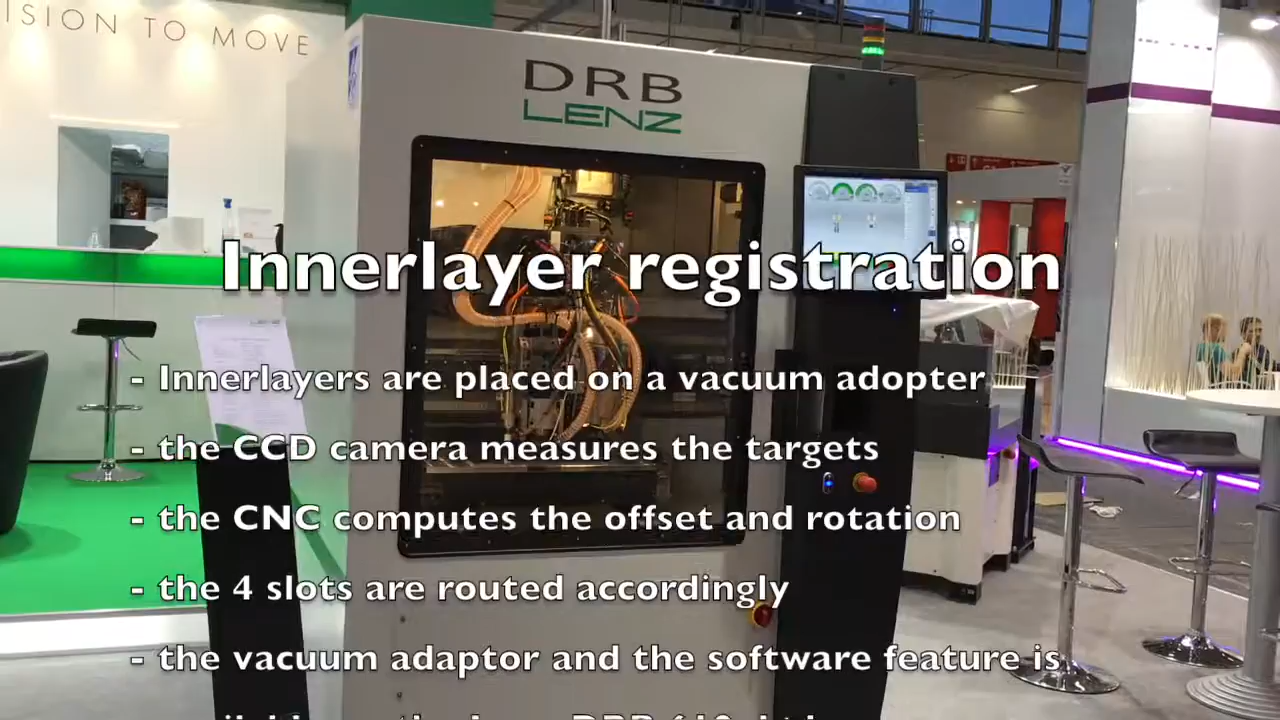 ISION TO MOVE
DRB
LENZ
Innerlayer registration
- Innerlayers are placed on a vacuum adopter
- the CCD camera measures the targets
- the CNC computes the offset and rotation
- the 4 slots are routed accordingly
- the vacuum adaptor and the software feature is